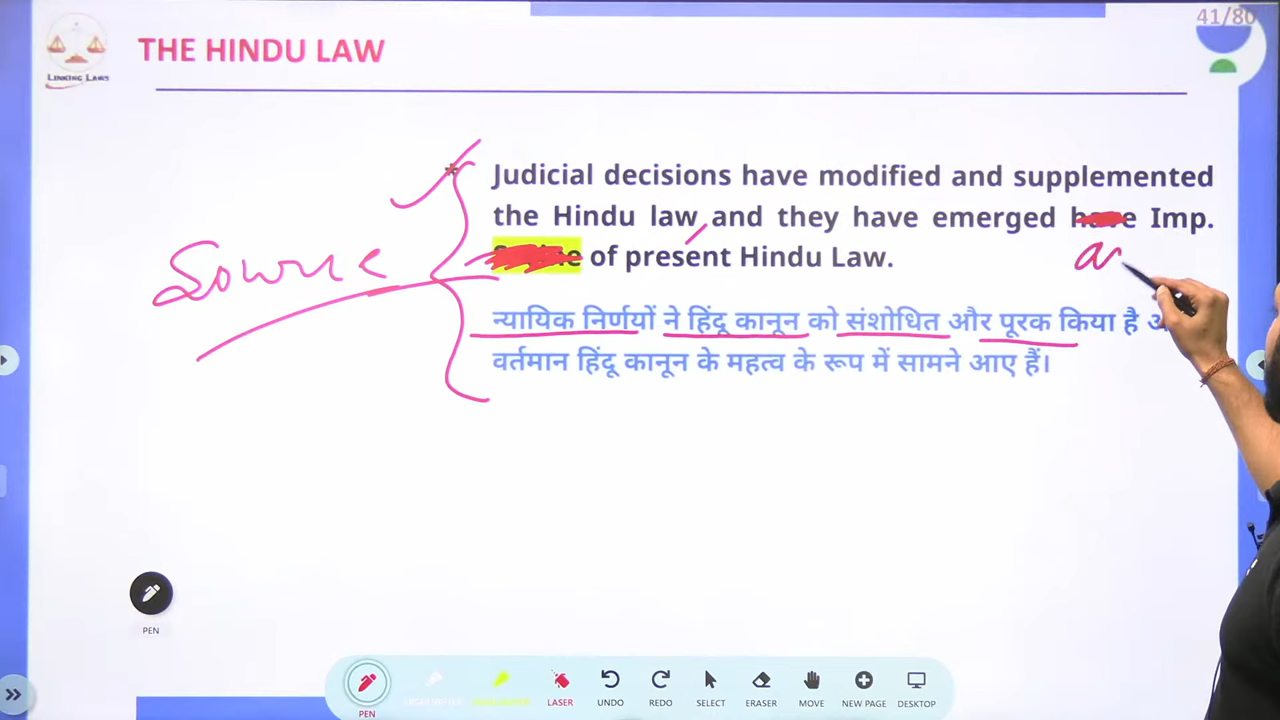 41/80
THE HINDU LAW
LINKING LAWS
Judicial decisions have modified and supplemented
the Hindu law and they have emerged Imp.
of present Hindu Law.
Source
न्यायिक निर्णयों ने हिंदू कानून को संशोधित और पूरक किया है
वर्तमान हिंदू कानून के महत्व के रूप में सामने आए हैं।
PEN
PEN
HIGHLIGHTER
LASER
UNDO
REDO
SELECT
ERASER
MOVE
NEW PAGE
DESKTOP